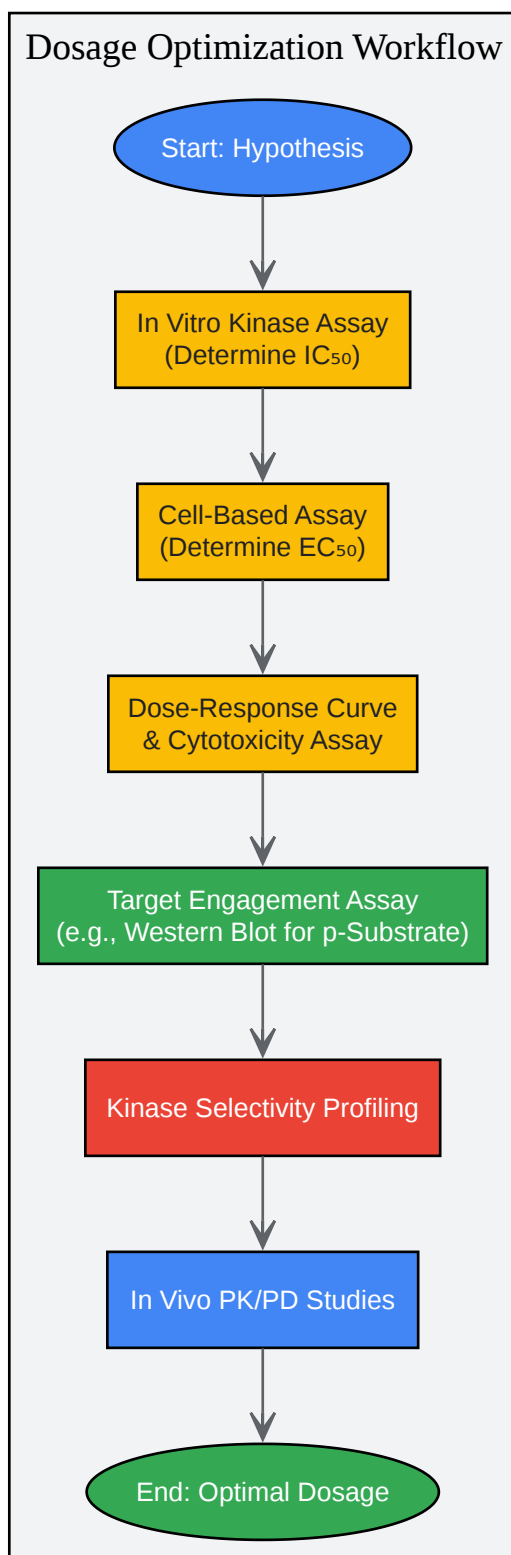 Dosage Optimization Workflow
Start: Hypothesis
In Vitro Kinase Assay
(Determine IC₅₀)
Cell-Based Assay
(Determine EC₅₀)
Dose-Response Curve
& Cytotoxicity Assay
Target Engagement Assay
(e.g., Western Blot for p-Substrate)
Kinase Selectivity Profiling
In Vivo PK/PD Studies
End: Optimal Dosage